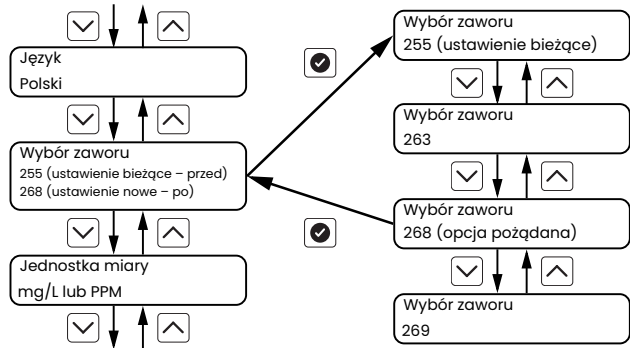 Język
Polski
Wybór zaworu
255 (ustawienie bieżące – przed)
268 (ustawienie nowe – po)
Jednostka miary
mg/L lub PPM
Wybór zaworu
255 (ustawienie bieżące)
Wybór zaworu
263
Wybór zaworu
268 (opcja pożądana)
Wybór zaworu
269